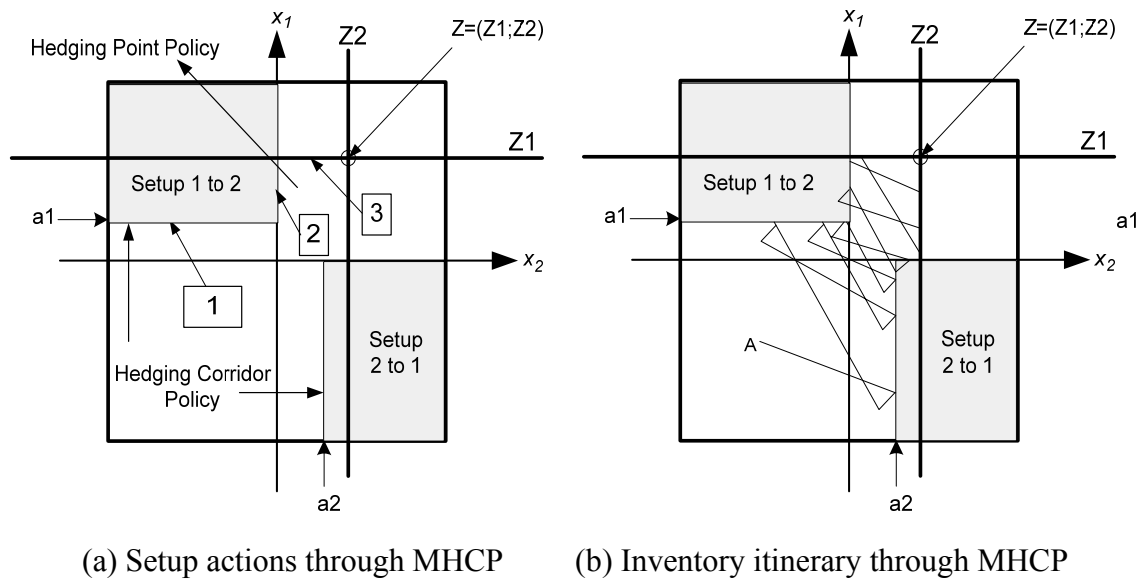 x1
Hedging Point Policy
Z2
Z=(Z1;Z2)
Z1
Setup 1 to 2
a1
2
3
x2
1
Setup
2 to 1
Hedging Corridor
Policy
a2
(a) Setup actions through MHCP
x1
Z2
Z=(Z1;Z2)
Z1
Setup 1 to 2
a1
a1
x2
A
Setup
2 to 1
a2
(b) Inventory itinerary through MHCP